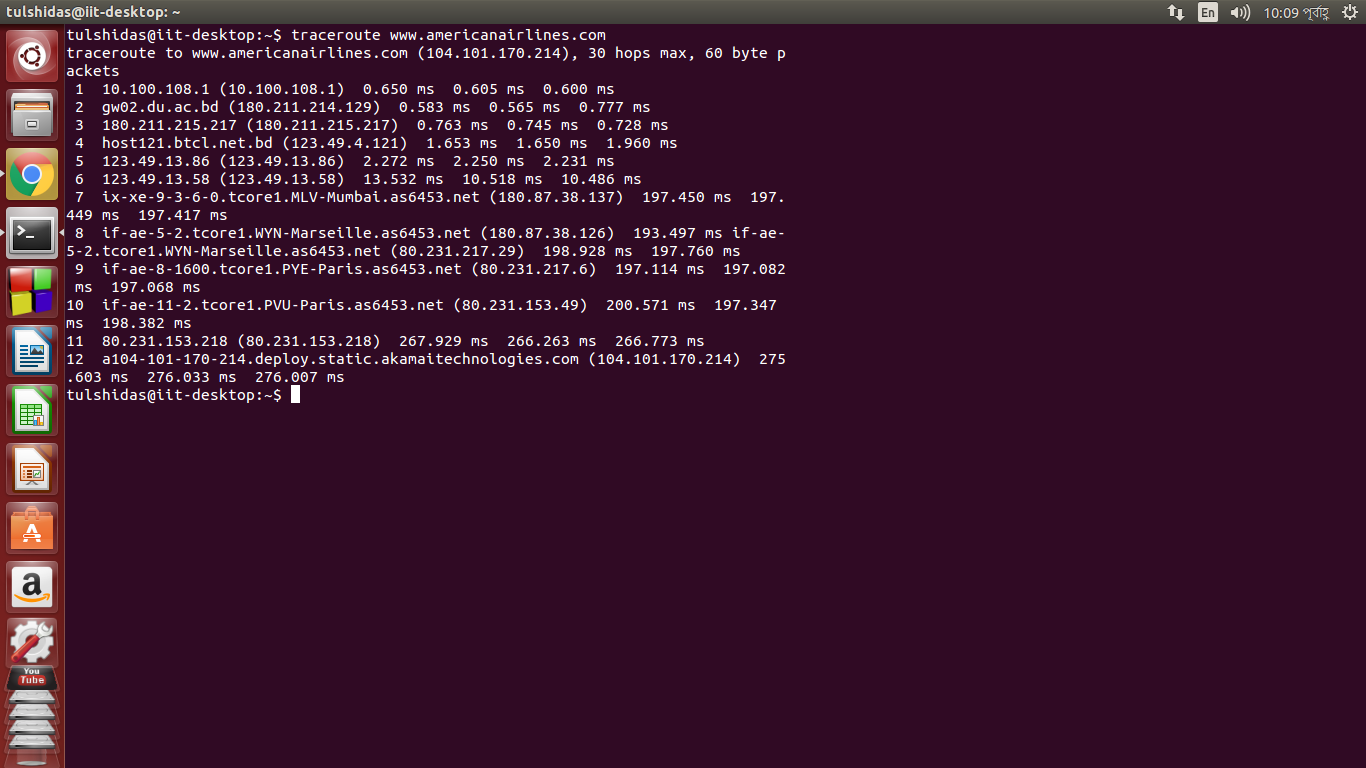 tulshidas@iit-desktop: ~
En
10:09 পূর্বাহ্ণ
tulshidas@iit-desktop:~$ traceroute www.americanairlines.com
traceroute to www.americanairlines.com (104.101.170.214), 30 hops max, 60 byte p
ackets
 1  10.100.108.1 (10.100.108.1)  0.650 ms  0.605 ms  0.600 ms
 2  gw02.du.ac.bd (180.211.214.129)  0.583 ms  0.565 ms  0.777 ms
 3  180.211.215.217 (180.211.215.217)  0.763 ms  0.745 ms  0.728 ms
 4  host121.btcl.net.bd (123.49.4.121)  1.653 ms  1.650 ms  1.960 ms
 5  123.49.13.86 (123.49.13.86)  2.272 ms  2.250 ms  2.231 ms
 6  123.49.13.58 (123.49.13.58)  13.532 ms  10.518 ms  10.486 ms
 7  ix-xe-9-3-6-0.tcore1.MLV-Mumbai.as6453.net (180.87.38.137)  197.450 ms  197.
449 ms  197.417 ms
 8  if-ae-5-2.tcore1.WYN-Marseille.as6453.net (180.87.38.126)  193.497 ms if-ae-
5-2.tcore1.WYN-Marseille.as6453.net (80.231.217.29)  198.928 ms  197.760 ms
 9  if-ae-8-1600.tcore1.PYE-Paris.as6453.net (80.231.217.6)  197.114 ms  197.082
 ms  197.068 ms
10  if-ae-11-2.tcore1.PVU-Paris.as6453.net (80.231.153.49)  200.571 ms  197.347
ms  198.382 ms
11  80.231.153.218 (80.231.153.218)  267.929 ms  266.263 ms  266.773 ms
12  a104-101-170-214.deploy.static.akamaitechnologies.com (104.101.170.214)  275
.603 ms  276.033 ms  276.007 ms
tulshidas@iit-desktop:~$
You
Tube